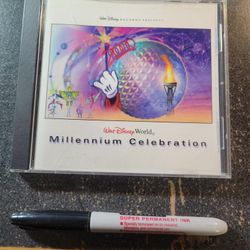 Walt Disney RECORDS PRESENTS
2000
Walt Disney World®
Millennium Celebration
SUPER PERMANENT INK